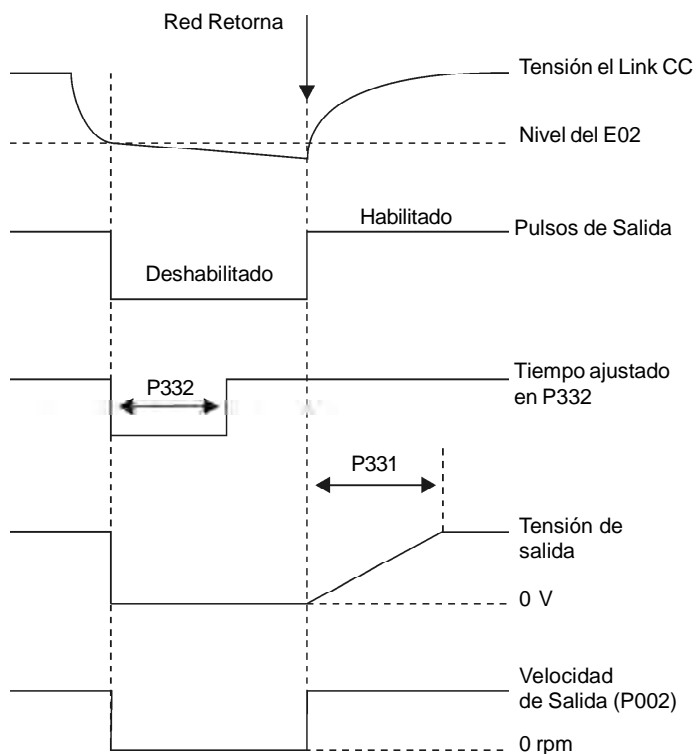 Red Retorna
Tensión el Link CC
Nivel del E02
Habilitado
Pulsos de Salida
Deshabilitado
P332
Tiempo ajustado
en P332
P331
Tensión de
salida
0 V
Velocidad
de Salida (P002)
0 rpm